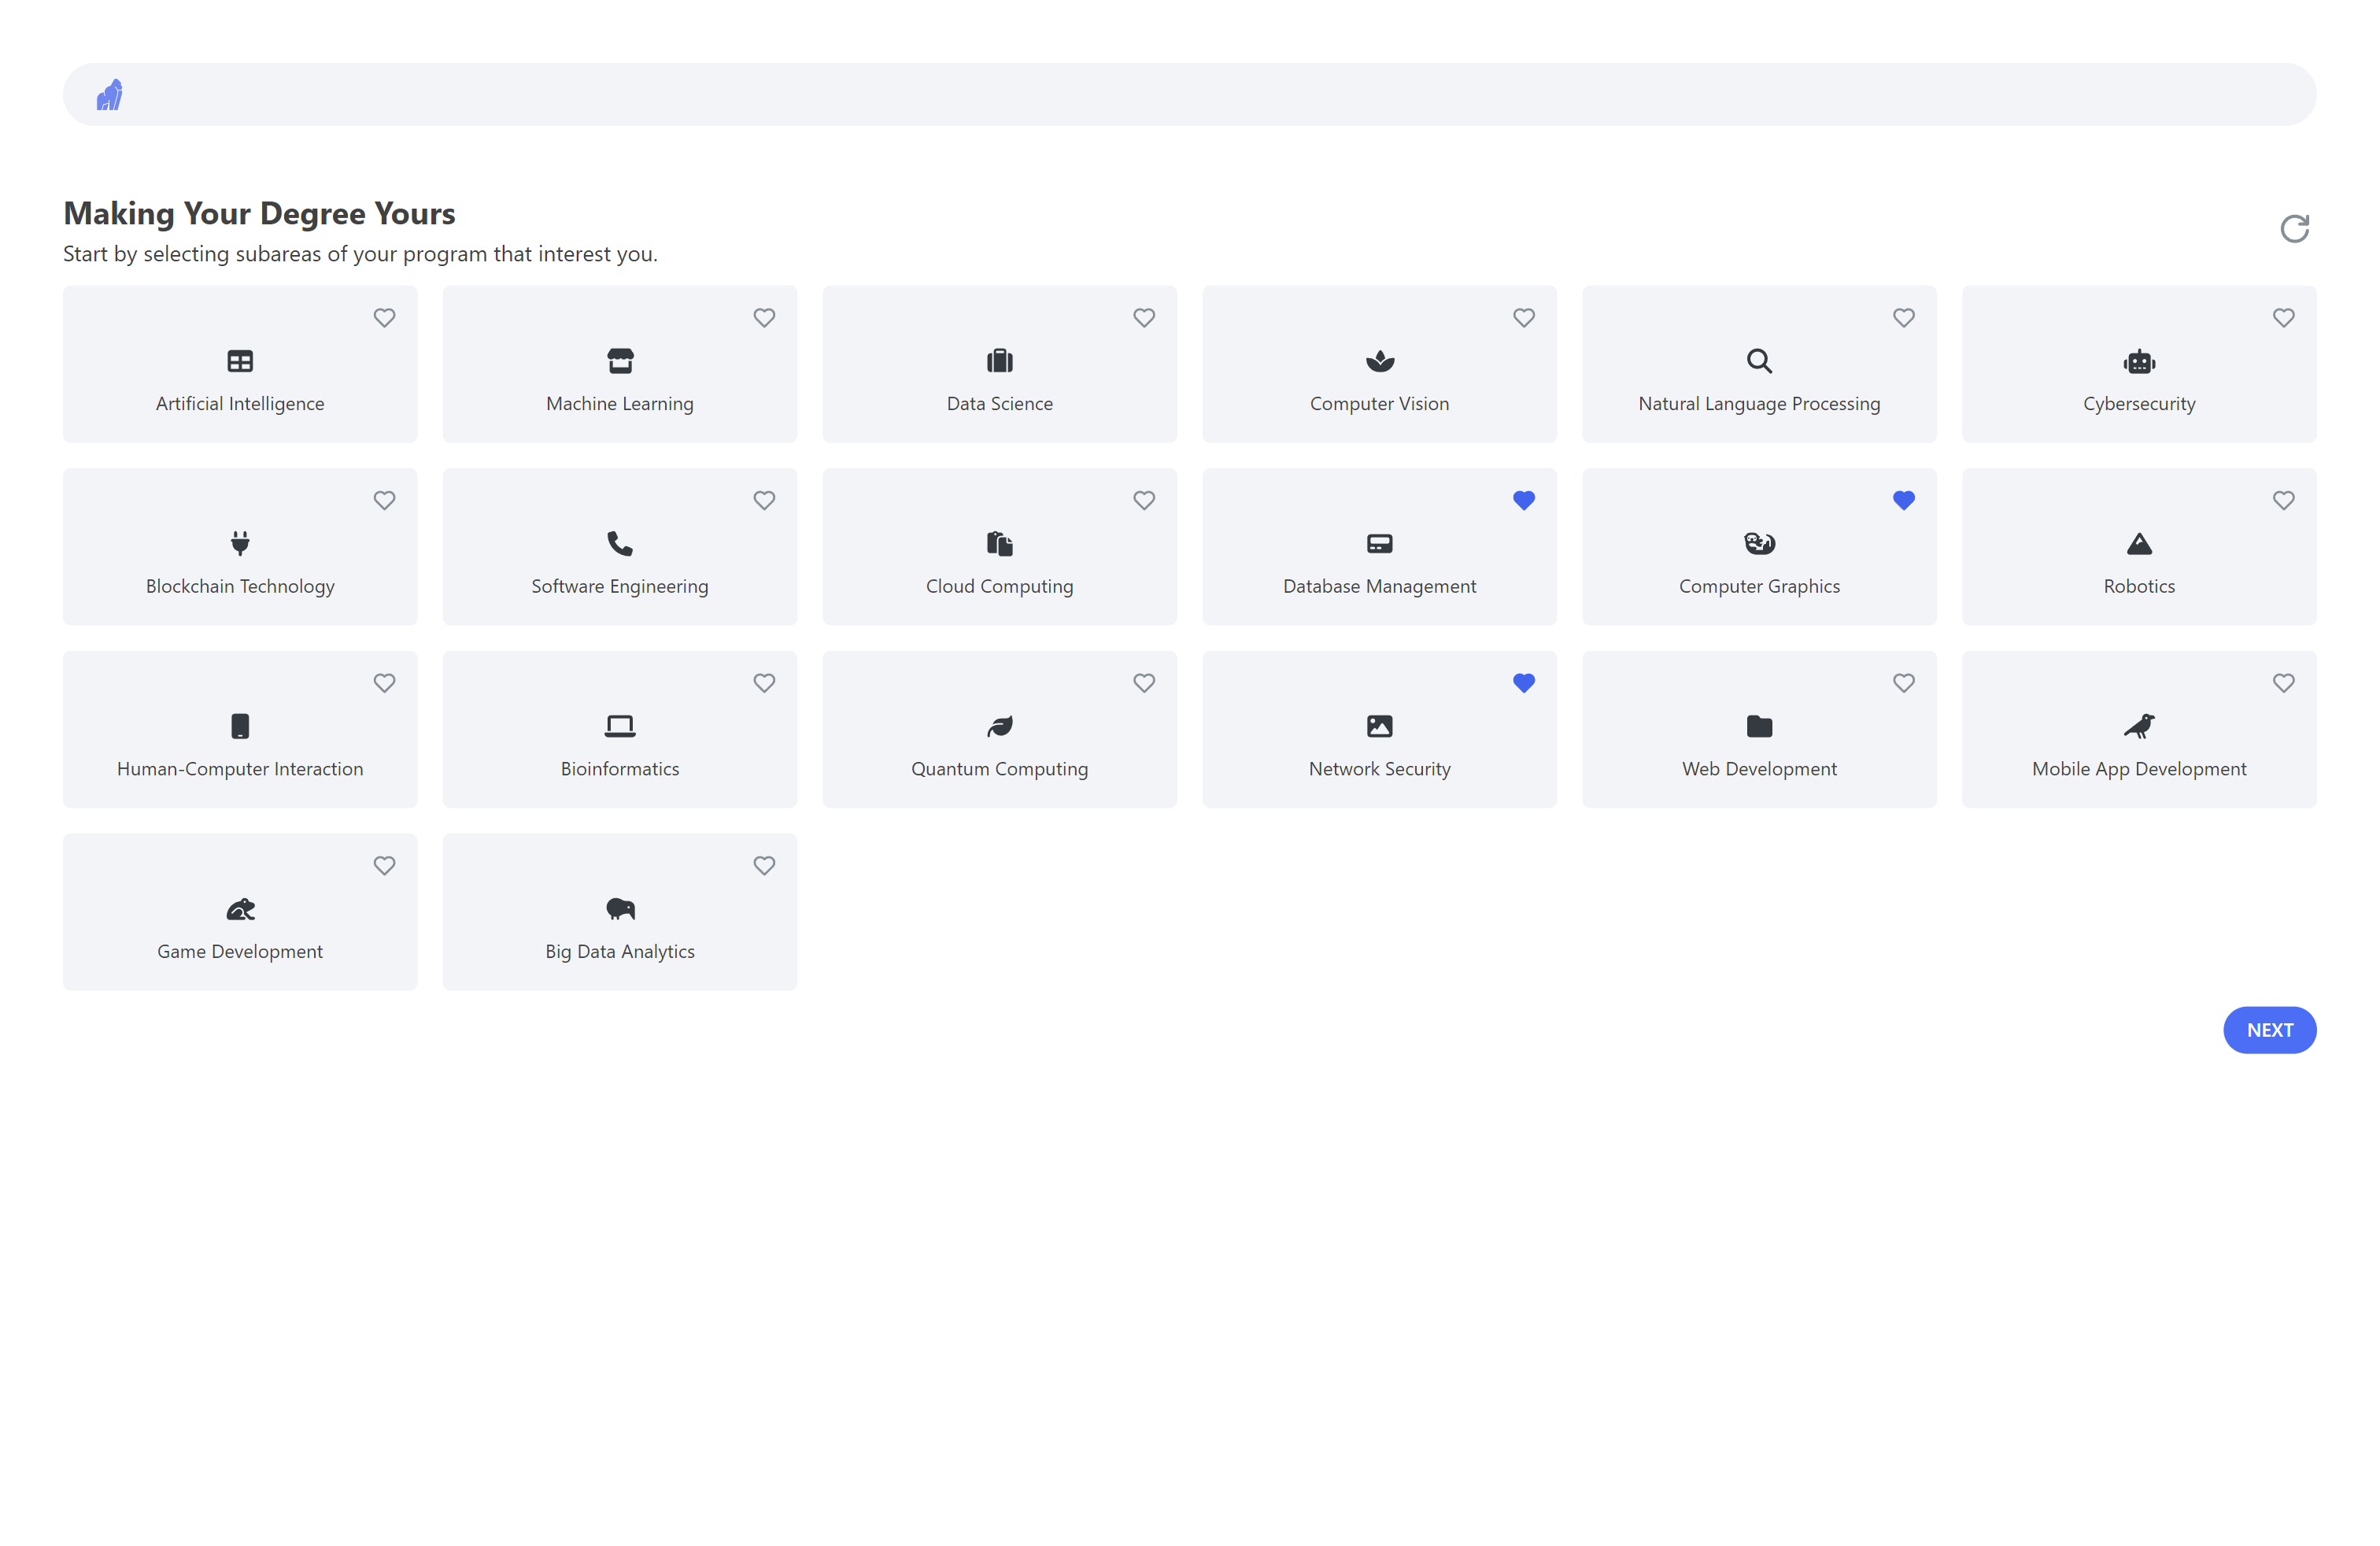 Making Your Degree Yours
Start by selecting subareas of your program that interest you.
Artificial Intelligence
Machine Learning
Data Science
Computer Vision
Natural Language Processing
Cybersecurity
Blockchain Technology
Software Engineering
Cloud Computing
Database Management
Computer Graphics
Robotics
Human-Computer Interaction
Bioinformatics
Quantum Computing
Network Security
Web Development
Mobile App Development
Game Development
Big Data Analytics
NEXT